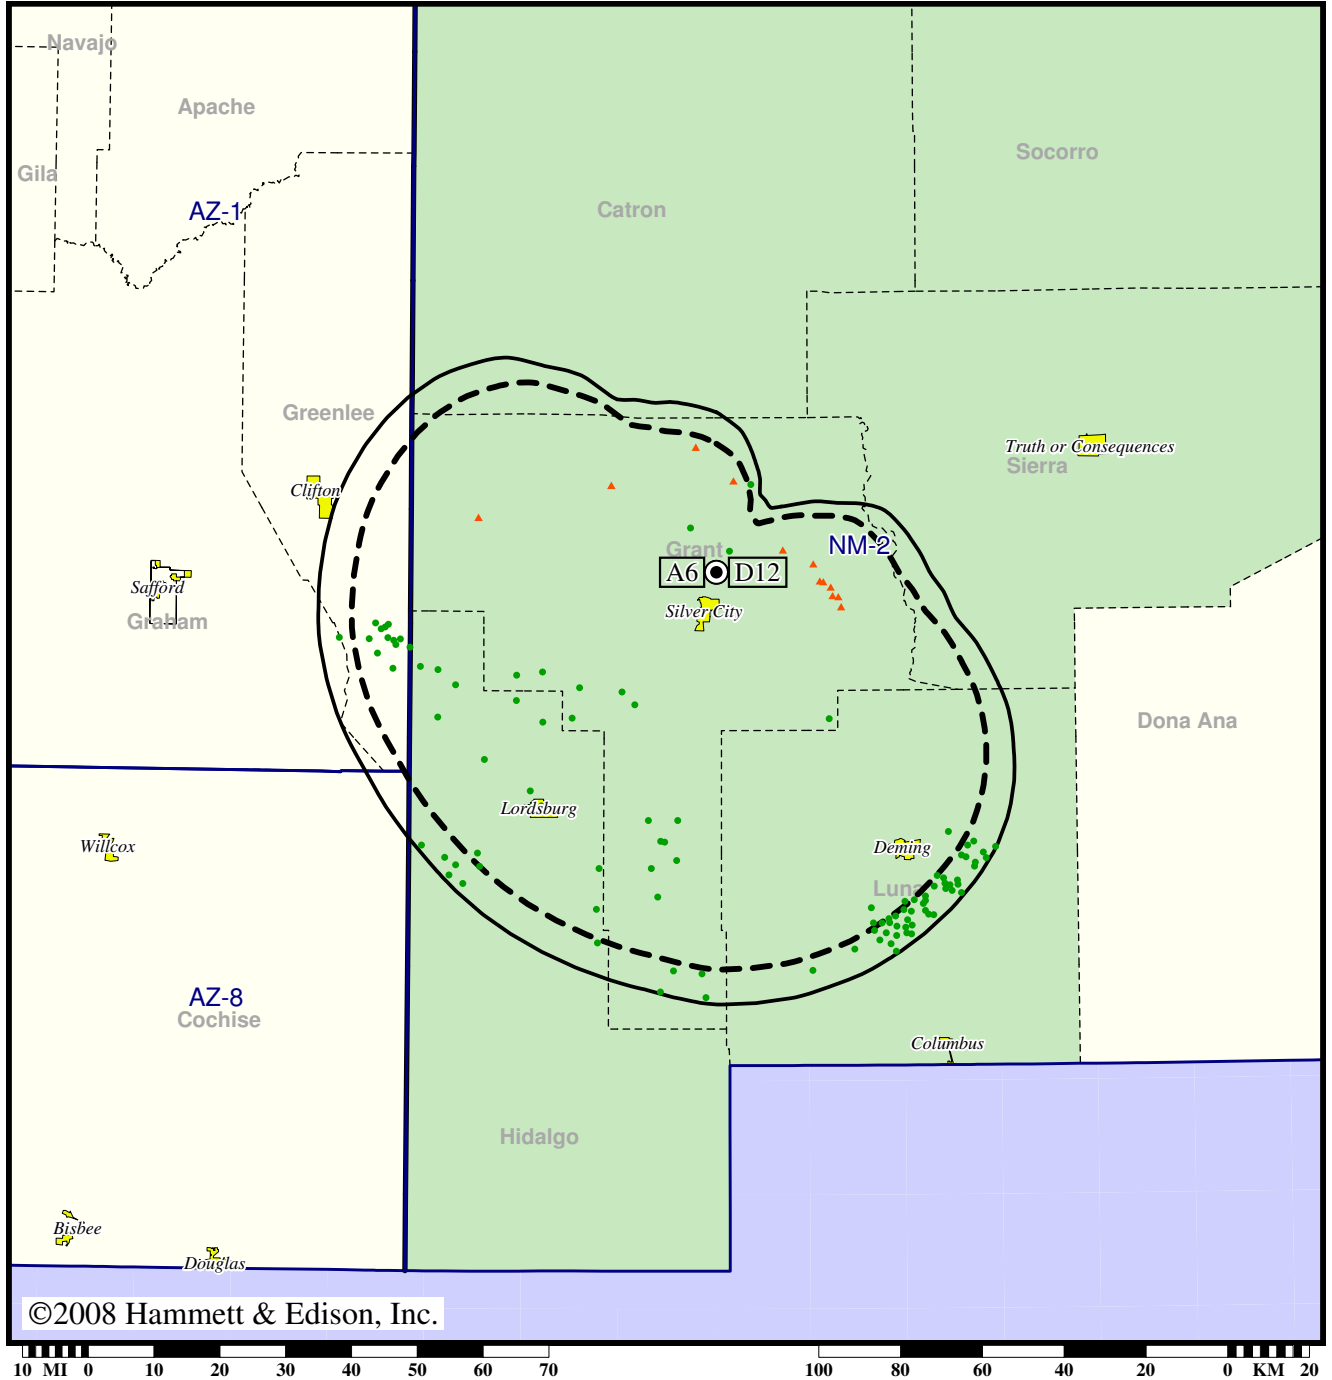 Navajo
Apache
Socorro
Gila
AZ-1
Catron
Greenlee
Truth or Consequences
Sierra
Clifton
NM-2
Grant
A6
D12
Safford
Graham
Silver City
Dona Ana
Lordsburg
Willcox
Deming
Luna
AZ-8
Cochise
Columbus
Hidalgo
Bisbee
Douglas
©2008 Hammett & Edison, Inc.
10 MI 0 10 20 30 40 50 60 70 100 80 60 40 20 0 KM 20